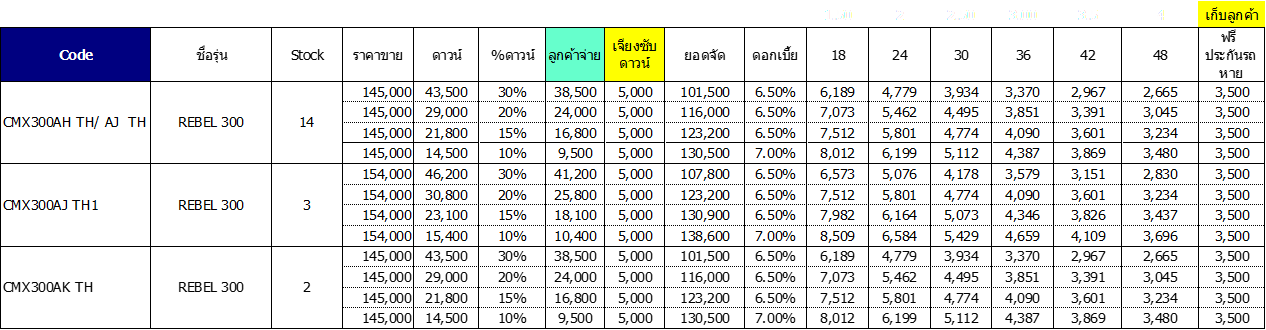 เก็บลูกค้า
Code ชื่อรุ่น Stock ราคาขาย ดาวน์ %ดาวน์ ลูกค้าจ่าย เจียงซับดาวน์ ยอดจัด ดอกเบี้ย 18 24 30 36 42 48 ฟรีประกันรถหาย
145,000 43,500 30% 38,500 5,000 101,500 6.50% 6,189 4,779 3,934 3,370 2,967 2,665 3,500
145,000 29,000 20% 24,000 5,000 116,000 6.50% 7,073 5,462 4,495 3,851 3,391 3,045 3,500
CMX300AH TH/ AJ TH REBEL 300 14
145,000 21,800 15% 16,800 5,000 123,200 6.50% 7,512 5,801 4,774 4,090 3,601 3,234 3,500
145,000 14,500 10% 9,500 5,000 130,500 7.00% 8,012 6,199 5,112 4,387 3,869 3,480 3,500
154,000 46,200 30% 41,200 5,000 107,800 6.50% 6,573 5,076 4,178 3,579 3,151 2,830 3,500
154,000 30,800 20% 25,800 5,000 123,200 6.50% 7,512 5,801 4,774 4,090 3,601 3,234 3,500
CMX300AJ TH1 REBEL 300 3
154,000 23,100 15% 18,100 5,000 130,900 6.50% 7,982 6,164 5,073 4,346 3,826 3,437 3,500
154,000 15,400 10% 10,400 5,000 138,600 7.00% 8,509 6,584 5,429 4,659 4,109 3,696 3,500
145,000 43,500 30% 38,500 5,000 101,500 6.50% 6,189 4,779 3,934 3,370 2,967 2,665 3,500
145,000 29,000 20% 24,000 5,000 116,000 6.50% 7,073 5,462 4,495 3,851 3,391 3,045 3,500
CMX300AK TH REBEL 300 2
145,000 21,800 15% 16,800 5,000 123,200 6.50% 7,512 5,801 4,774 4,090 3,601 3,234 3,500
145,000 14,500 10% 9,500 5,000 130,500 7.00% 8,012 6,199 5,112 4,387 3,869 3,480 3,500